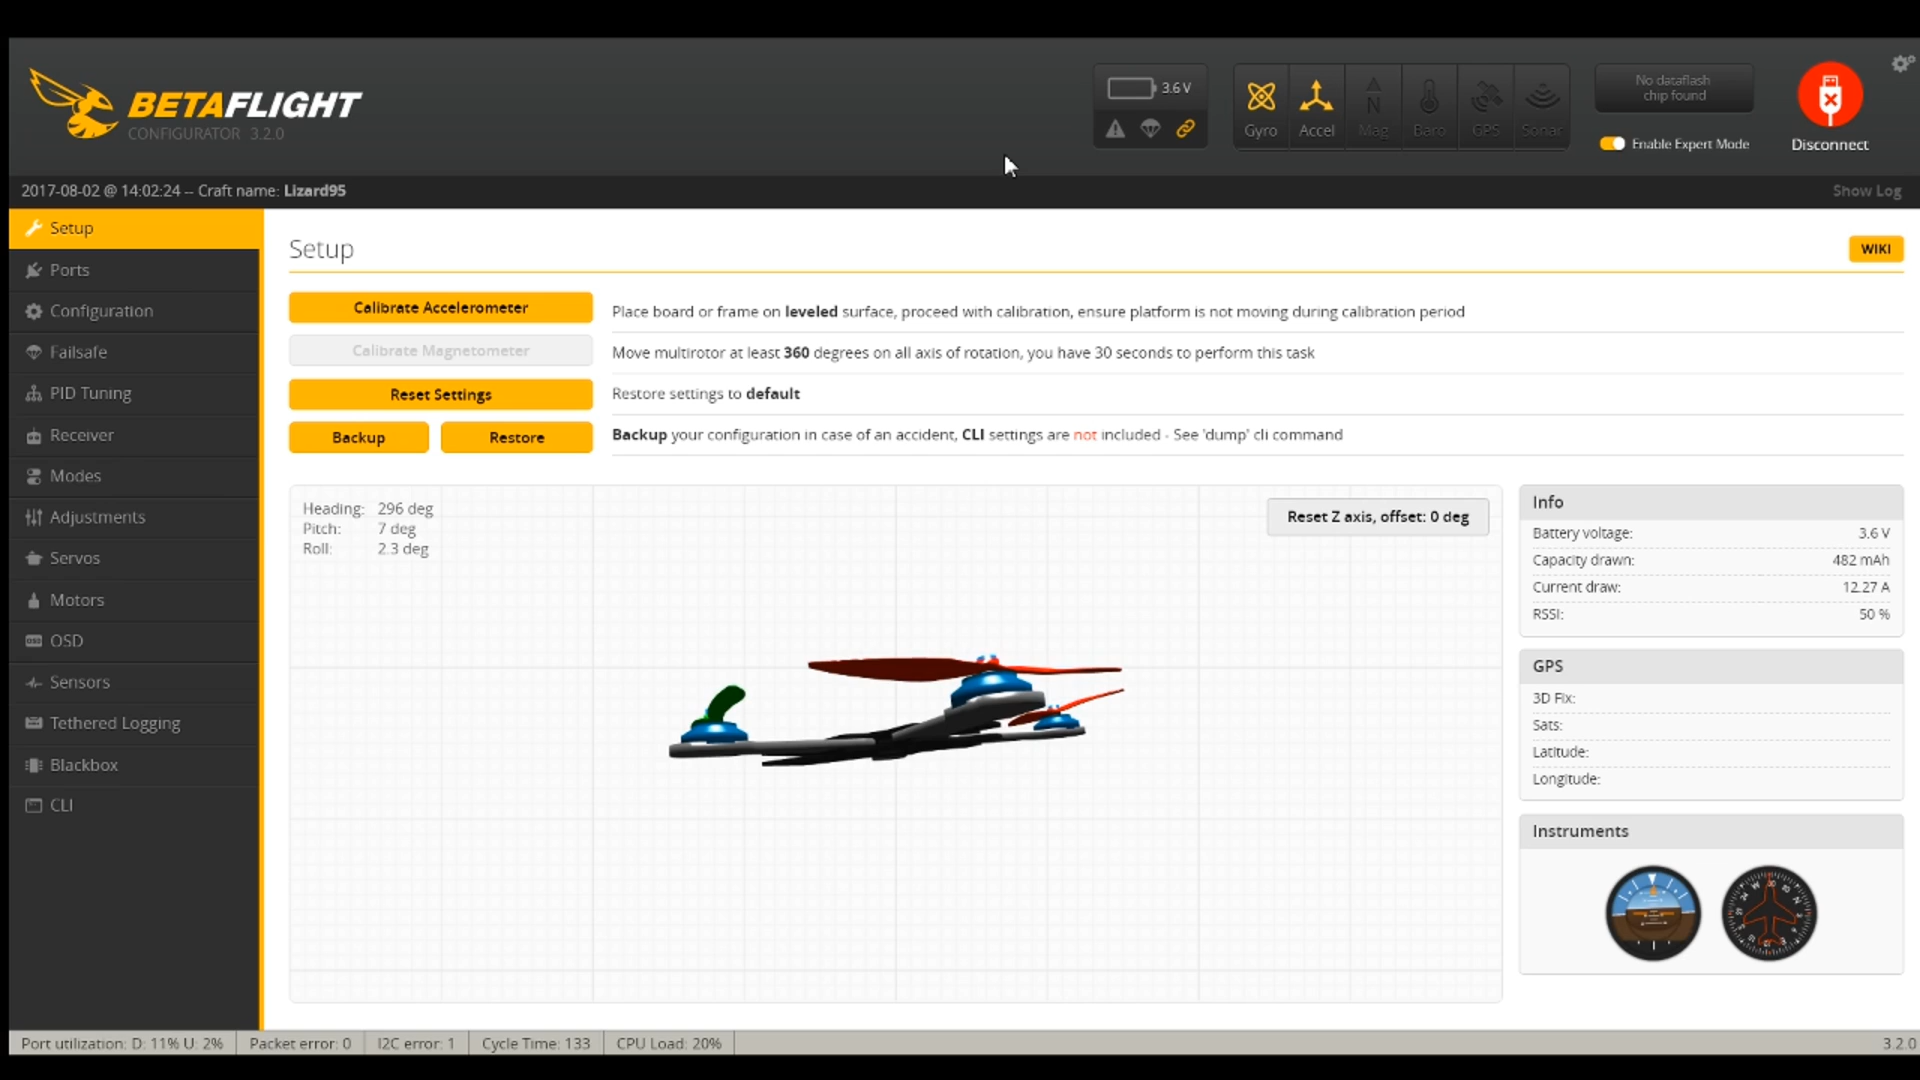 BETAFLIGHT
CONFIGURATOR 3.2.0
3.6 V
Gyro
Accel
Mag
Baro
GPS
Sonar
No dataflash
chip found
Enable Expert Mode
Disconnect
2017-08-02 @ 14:02:24 -- Craft name: Lizard95
Show Log
Setup
Ports
Configuration
Failsafe
PID Tuning
Receiver
Modes
Adjustments
Servos
Motors
OSD
Sensors
Tethered Logging
Blackbox
CLI
Setup
WIKI
Calibrate Accelerometer
Place board or frame on leveled surface, proceed with calibration, ensure platform is not moving during calibration period
Calibrate Magnetometer
Move multirotor at least 360 degrees on all axis of rotation, you have 30 seconds to perform this task
Reset Settings
Restore settings to default
Backup
Restore
Backup your configuration in case of an accident, CLI settings are not included - See 'dump' cli command
Heading: 296 deg
Pitch: 7 deg
Roll: 2.3 deg
Reset Z axis, offset: 0 deg
Info
Battery voltage: 3.6 V
Capacity drawn: 482 mAh
Current draw: 12.27 A
RSSI: 50 %
GPS
3D Fix:
Sats:
Latitude:
Longitude:
Instruments
Port utilization: D: 11% U: 2%
Packet error: 0
I2C error: 1
Cycle Time: 133
CPU Load: 20%
3.2.0